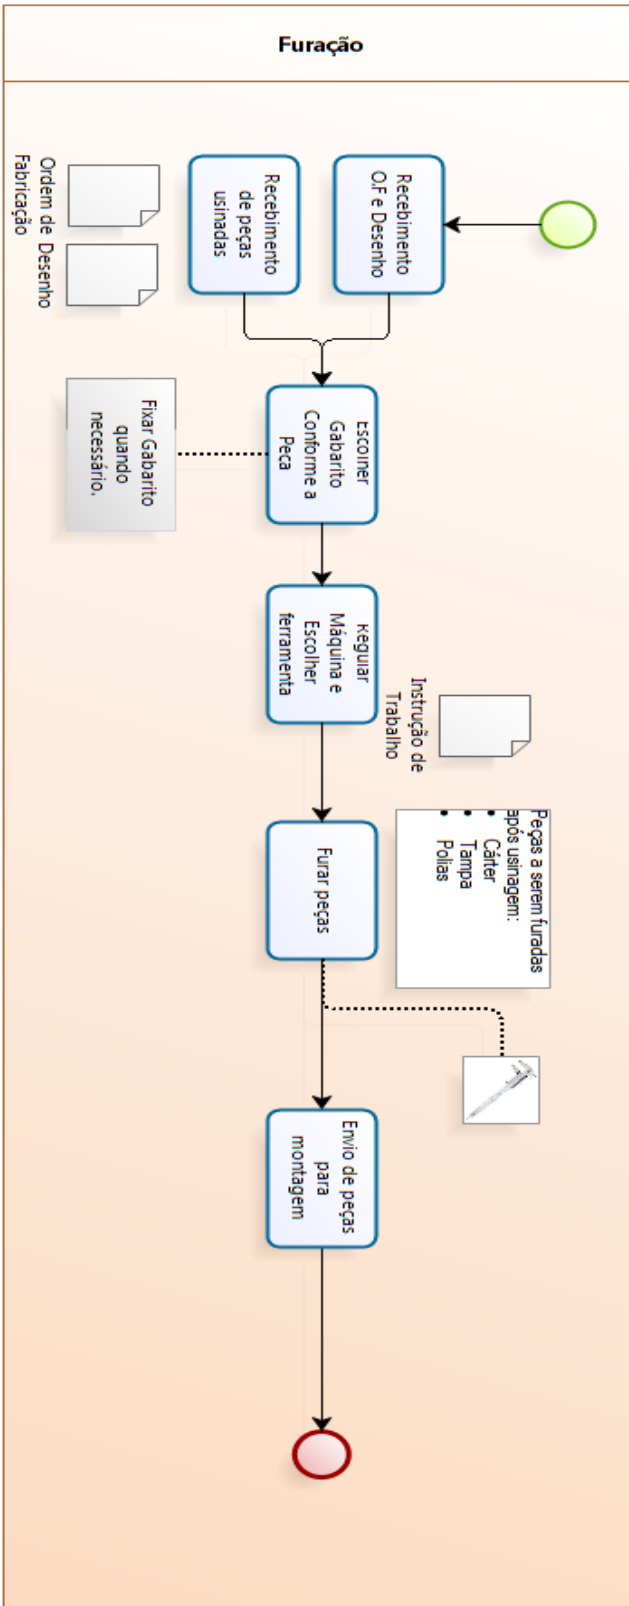 Furação
Recebimento
O.F e Desenho
Recebimento
de peças
usinadas
Ordem de
Fabricação
Desenho
Escolher
Gabarito
Conforme a
Peça
Fixar Gabarito
quando
necessário.
Regular
Máquina e
Escolher
ferramenta
Instrução de
Trabalho
Furar peças
Peças a serem furadas
após usinagem:
• Cárter
• Tampa
• Polias
Envio de peças
para
montagem